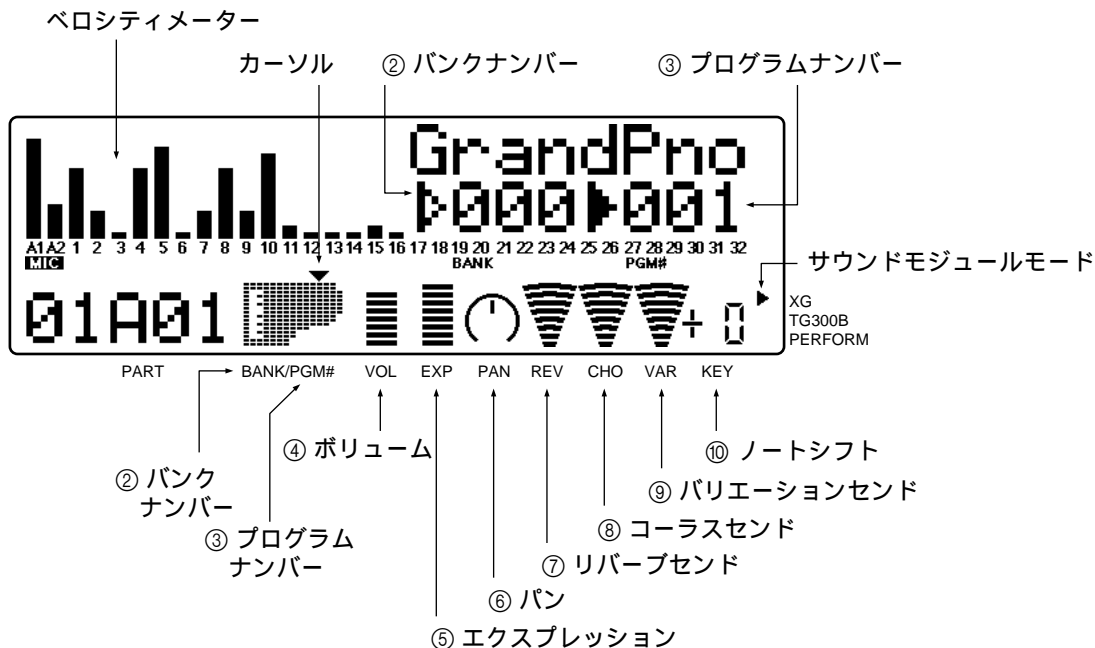 ベロシティメーター
カーソル
② バンクナンバー
③ プログラムナンバー
GrandPno
000 001
A1 A2 1 2 3 4 5 6 7 8 9 10 11 12 13 14 15 16 17 18 19 20 21 22 23 24 25 26 27 28 29 30 31 32
MIC
BANK
PGM#
サウンドモジュールモード
01A01
+ 0
XG
TG300B
PERFORM
PART
BANK/PGM#
VOL
EXP
PAN
REV
CHO
VAR
KEY
④ ボリューム
⑩ ノートシフト
② バンク
ナンバー
⑨ バリエーションセンド
③ プログラム
ナンバー
⑧ コーラスセンド
⑦ リバーブセンド
⑥ パン
⑤ エクスプレッション